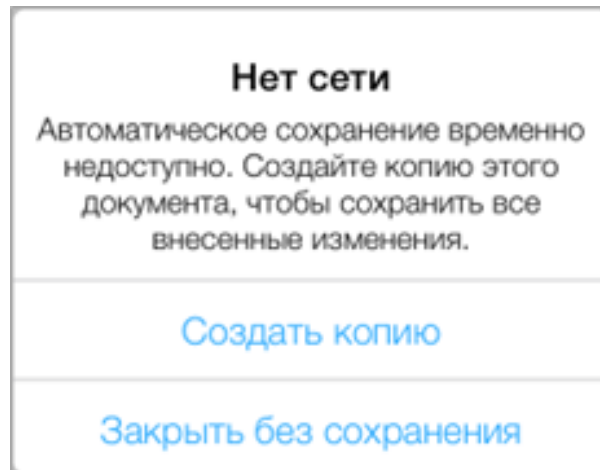 Нет сети
Автоматическое сохранение временно
недоступно. Создайте копию этого
документа, чтобы сохранить все
внесенные изменения.
Создать копию
Закрыть без сохранения